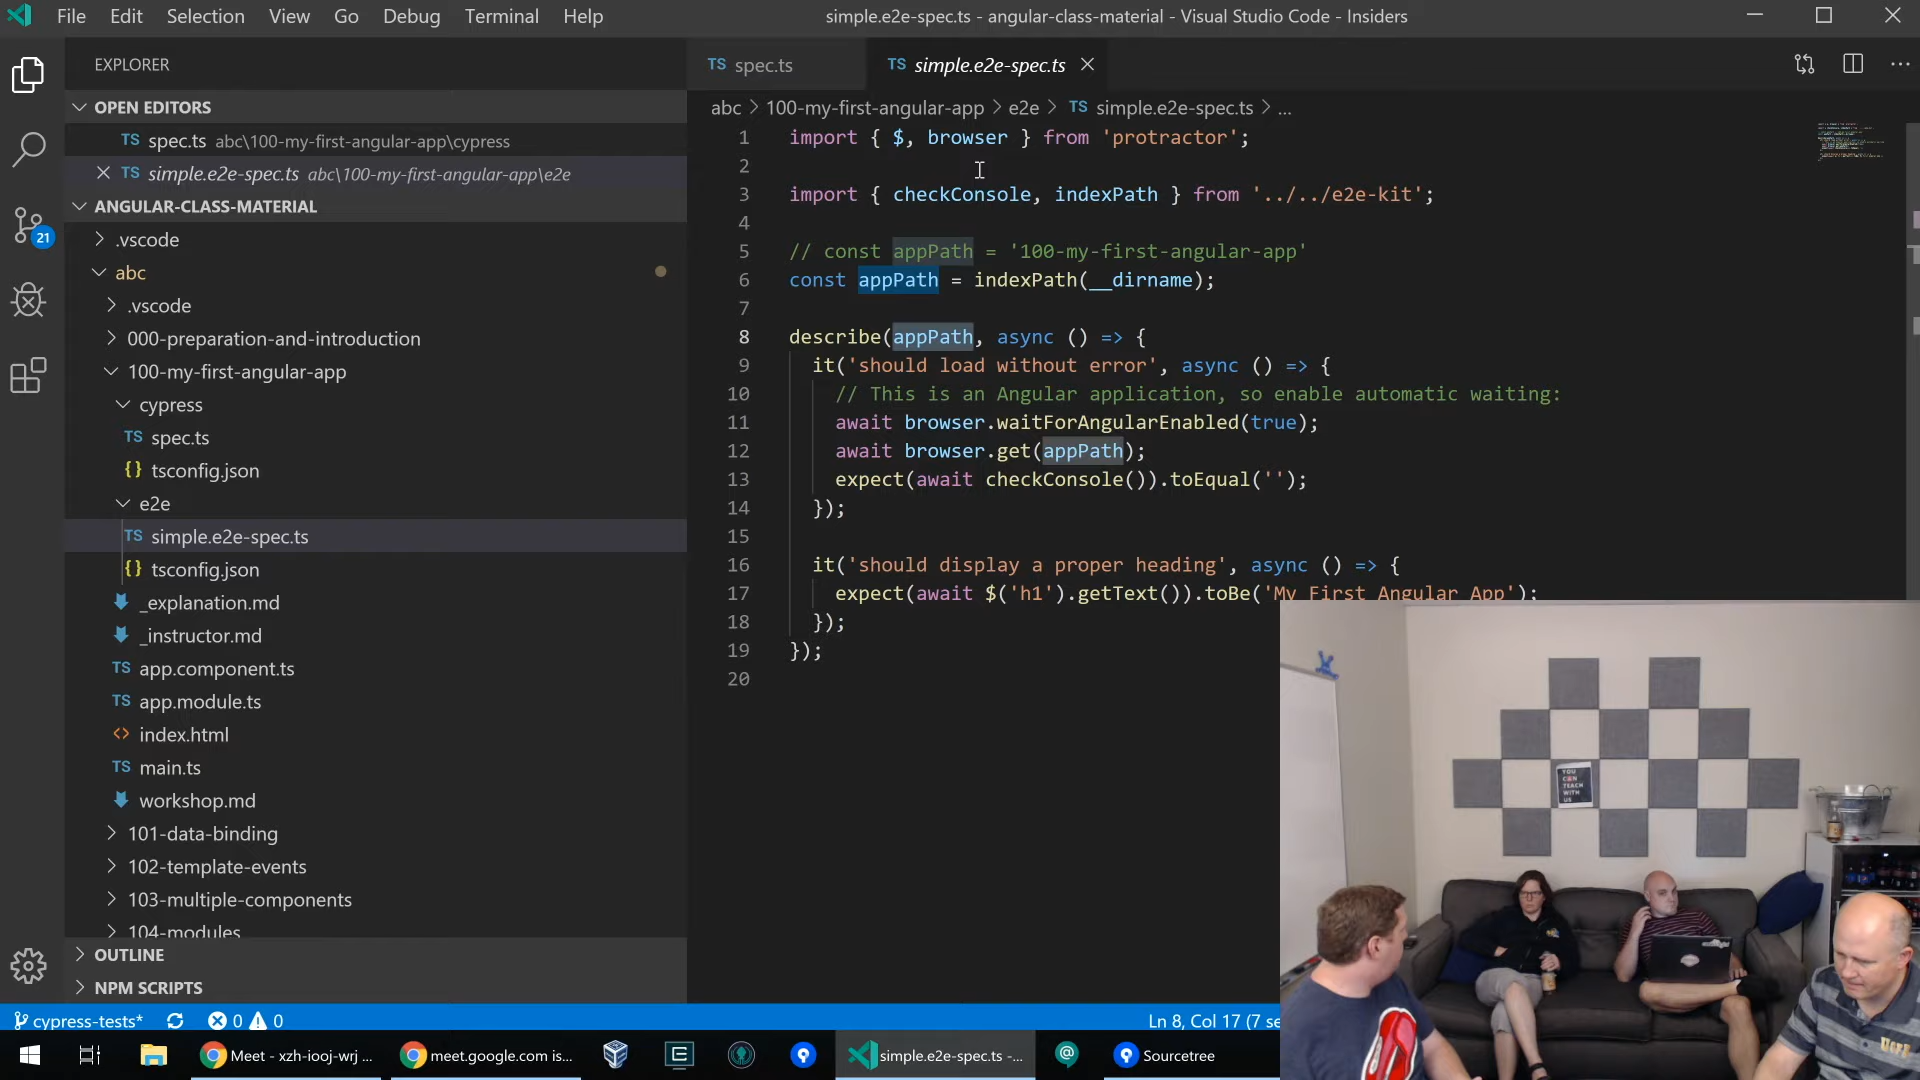 File Edit Selection View Go Debug Terminal Help
simple.e2e-spec.ts - angular-class-material - Visual Studio Code - Insiders
EXPLORER
OPEN EDITORS
TS spec.ts abc\100-my-first-angular-app\cypress
TS simple.e2e-spec.ts abc\100-my-first-angular-app\e2e
ANGULAR-CLASS-MATERIAL
.vscode
abc
.vscode
000-preparation-and-introduction
100-my-first-angular-app
cypress
TS spec.ts
{} tsconfig.json
e2e
TS simple.e2e-spec.ts
{} tsconfig.json
_explanation.md
_instructor.md
TS app.component.ts
TS app.module.ts
<> index.html
TS main.ts
workshop.md
101-data-binding
102-template-events
103-multiple-components
104-modules
OUTLINE
NPM SCRIPTS
21
TS spec.ts
TS simple.e2e-spec.ts
abc > 100-my-first-angular-app > e2e > TS simple.e2e-spec.ts > ...
1 import { $, browser } from 'protractor';
2
3 import { checkConsole, indexPath } from '../../e2e-kit';
4
5 // const appPath = '100-my-first-angular-app'
6 const appPath = indexPath(__dirname);
7
8 describe(appPath, async () => {
9 it('should load without error', async () => {
10 // This is an Angular application, so enable automatic waiting:
11 await browser.waitForAngularEnabled(true);
12 await browser.get(appPath);
13 expect(await checkConsole()).toEqual('');
14 });
15
16 it('should display a proper heading', async () => {
17 expect(await $('h1').getText()).toBe('My First Angular App');
18 });
19 });
20
YOU
CAN
TEACH
WITH
US
cypress-tests* 0 0
Ln 8, Col 17 (7 se
Meet - xzh-iooj-wrj ...
meet.google.com is...
simple.e2e-spec.ts -...
Sourcetree